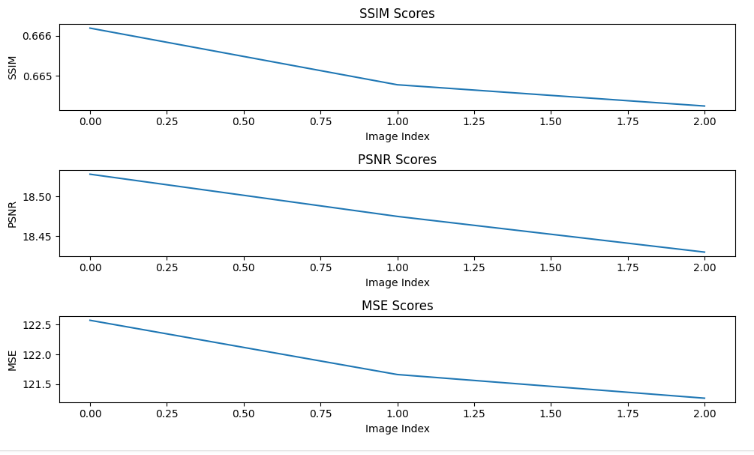 SSIM Scores
0.666
0.665
SSIM
0.00 0.25 0.50 0.75 1.00 1.25 1.50 1.75 2.00
Image Index
PSNR Scores
18.50
18.45
PSNR
0.00 0.25 0.50 0.75 1.00 1.25 1.50 1.75 2.00
Image Index
MSE Scores
122.5
122.0
121.5
MSE
0.00 0.25 0.50 0.75 1.00 1.25 1.50 1.75 2.00
Image Index